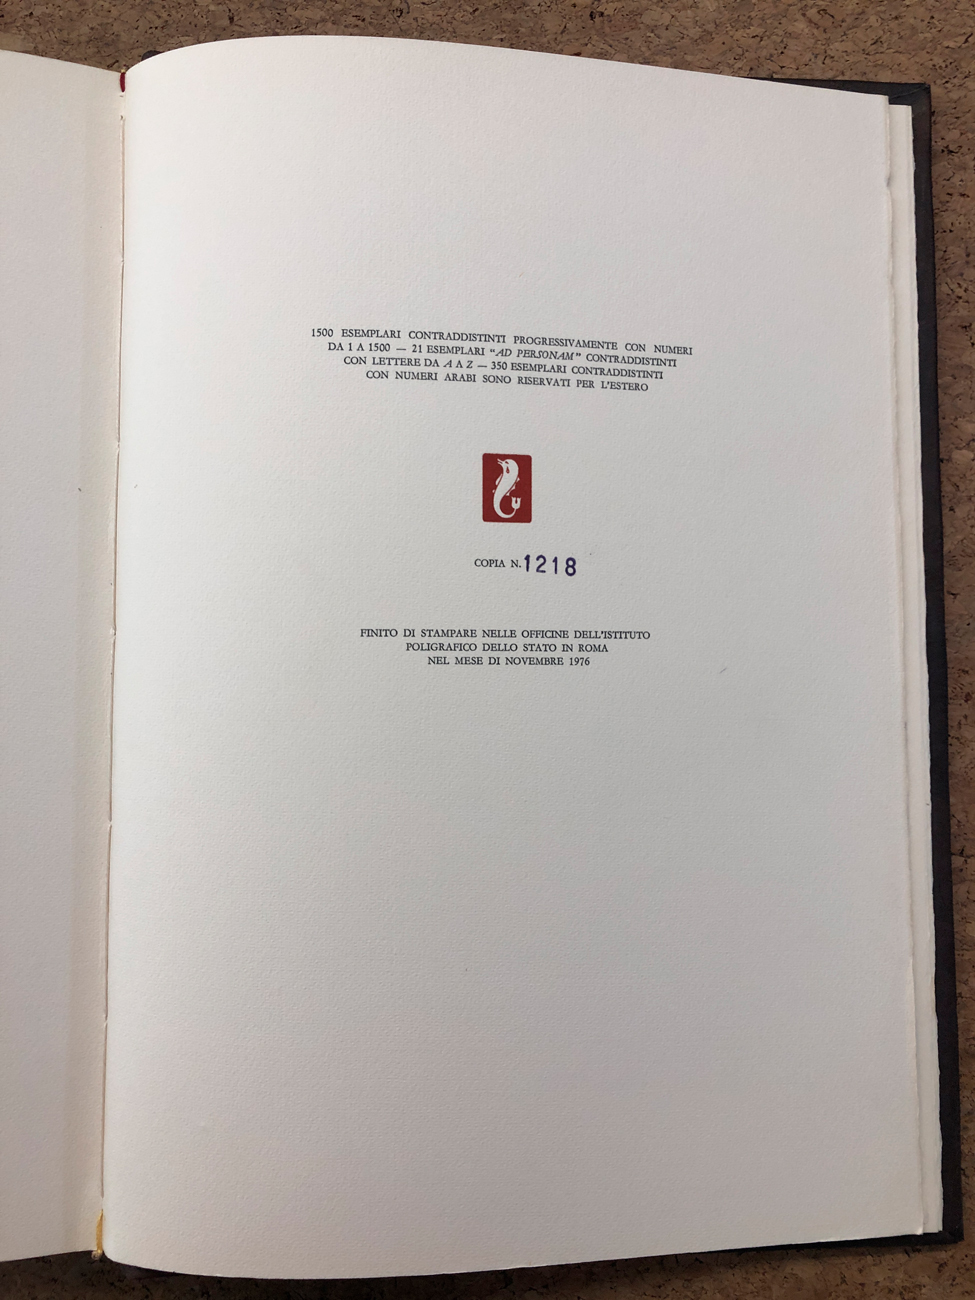 1500 ESEMPLARI CONTRADDISTINTI PROGRESSIVAMENTE CON NUMERI
DA 1 A 1500 — 21 ESEMPLARI "AD PERSONAM" CONTRADDISTINTI
CON LETTERE DA A A Z — 350 ESEMPLARI CONTRADDISTINTI
CON NUMERI ARABI SONO RISERVATI PER L'ESTERO
COPIA N. 1218
FINITO DI STAMPARE NELLE OFFICINE DELL'ISTITUTO
POLIGRAFICO DELLO STATO IN ROMA
NEL MESE DI NOVEMBRE 1976